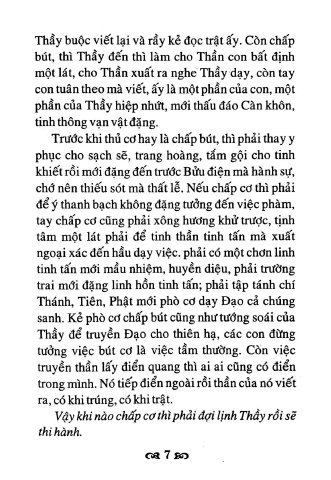 Thầy buộc viết lại và rầy kẻ đọc trật ấy. Còn chấp
bút, thì Thầy đến thì làm cho Thần con bất định
một lát, cho Thần xuất ra nghe Thầy dạy, còn tay
con tuân theo mà viết, ấy là một phần của con, một
phần của Thầy hiệp nhứt, mới thấu đáo Càn khôn,
tinh thông vạn vật đặng.
Trước khi thủ cơ hay là chấp bút, thì phải thay y
phục cho sạch sẽ, trang hoàng, tắm gội cho tinh
khiết rồi mới đặng đến trước Bửu điện mà hành sự,
chớ nên thiếu sót mà thất lễ. Nếu chấp cơ thì phải
để ý thanh bạch không đặng tưởng đến việc phàm,
tay chấp cơ cũng phải xông hương khử trược, tịnh
tâm một lát phải để tinh thần tinh tấn mà xuất
ngoại xác đến hầu dạy việc. phải có một chơn linh
tinh tấn mới mầu nhiệm, huyền diệu, phải trường
trai mới đặng linh hồn tinh tấn; phải tập tánh chí
Thánh, Tiên, Phật mới phò cơ dạy Đạo cả chúng
sanh. Kẻ phò cơ chấp bút cũng như tướng soái của
Thầy để truyền Đạo cho thiên hạ, các con đừng
tưởng việc bút cơ là việc tầm thường. Còn việc
truyền thần lấy điển quang thì ai ai cũng có điển
trong mình. Nó tiếp điển ngoài rồi thần của nó viết
ra, có khi trúng, có khi trật.
Vậy khi nào chấp cơ thì phải đợi lịnh Thầy rồi sẽ
thi hành.
7